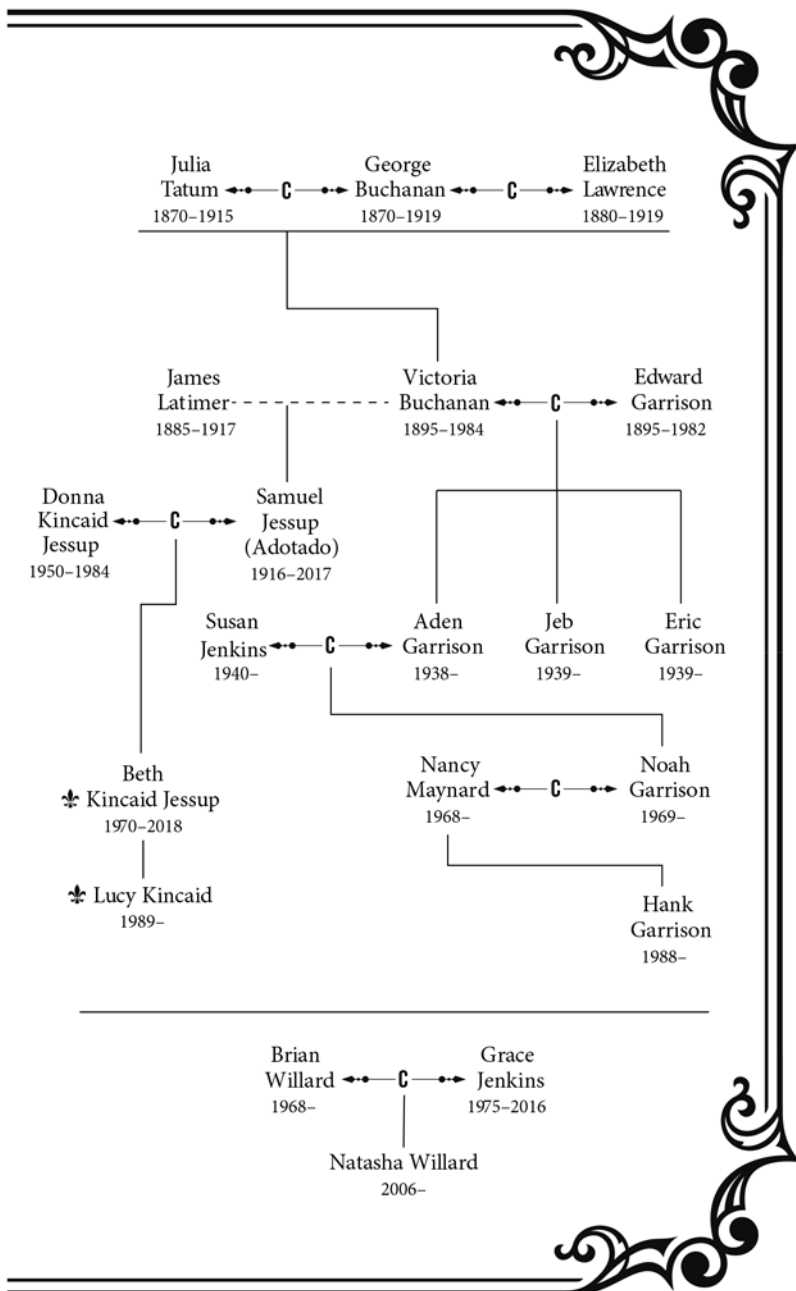 Julia
Tatum
1870–1915
C
George
Buchanan
1870–1919
C
Elizabeth
Lawrence
1880–1919
James
Latimer
1885–1917
Victoria
Buchanan
1895–1984
C
Edward
Garrison
1895–1982
Donna
Kincaid
Jessup
1950–1984
C
Samuel
Jessup
(Adotado)
1916–2017
Susan
Jenkins
1940–
C
Aden
Garrison
1938–
Jeb
Garrison
1939–
Eric
Garrison
1939–
Beth
Kincaid Jessup
1970–2018
Nancy
Maynard
1968–
C
Noah
Garrison
1969–
Lucy Kincaid
1989–
Hank
Garrison
1988–
Brian
Willard
1968–
C
Grace
Jenkins
1975–2016
Natasha Willard
2006–